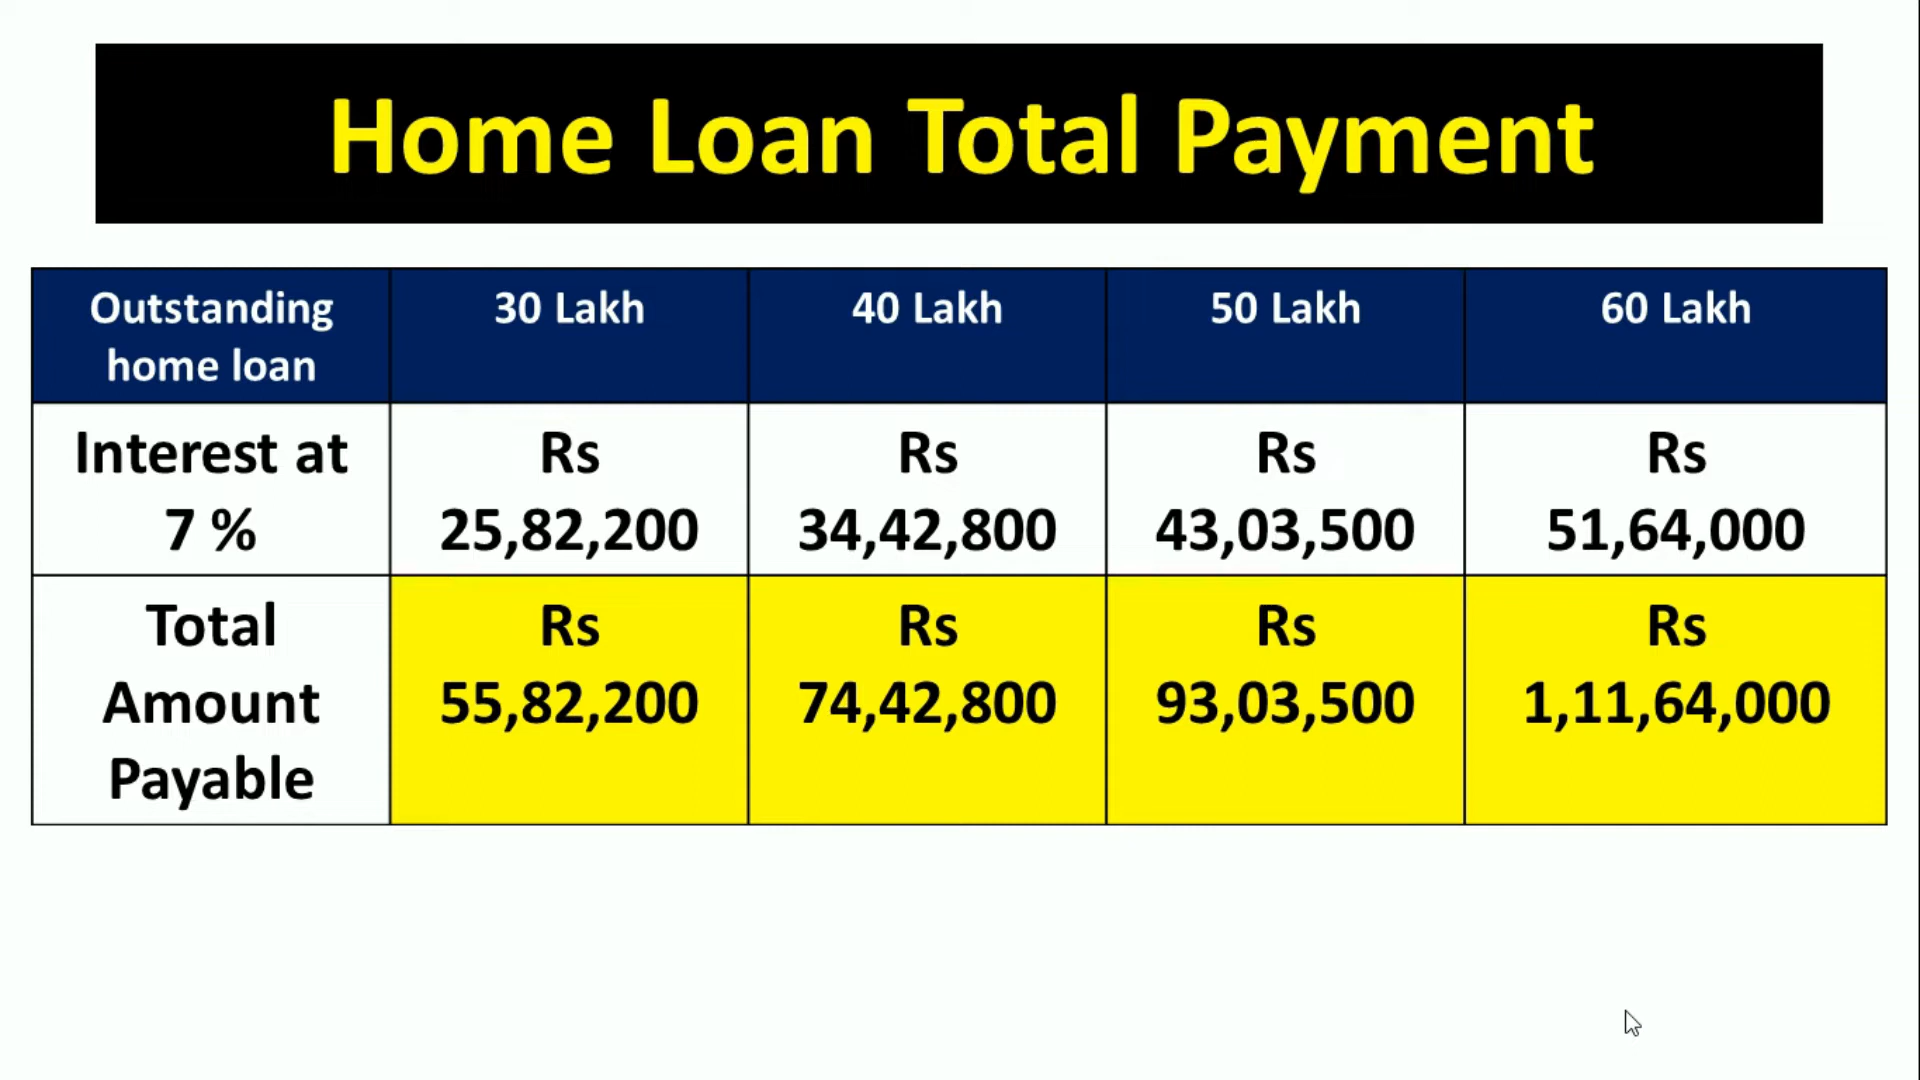 Home Loan Total Payment
Outstanding
home loan
30 Lakh
40 Lakh
50 Lakh
60 Lakh
Interest at
7 %
Rs
25,82,200
Rs
34,42,800
Rs
43,03,500
Rs
51,64,000
Total
Amount
Payable
Rs
55,82,200
Rs
74,42,800
Rs
93,03,500
Rs
1,11,64,000